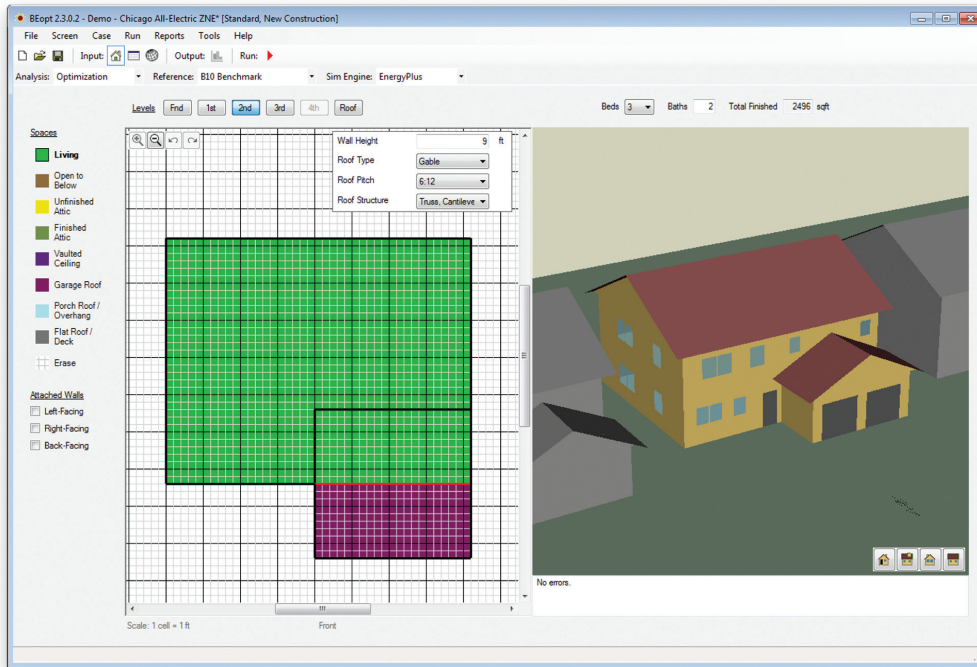 BEopt 2.3.0.2 - Demo - Chicago All-Electric ZNE* [Standard, New Construction]
File Screen Case Run Reports Tools Help
Input: Output: Run:
Analysis: Optimization Reference: B10 Benchmark Sim Engine: EnergyPlus
Levels Fnd 1st 2nd 3rd 4th Roof Beds 3 Baths 2 Total Finished 2496 sqft
Spaces
Living
Open to
Below
Unfinished
Attic
Finished
Attic
Vaulted
Ceiling
Garage Roof
Porch Roof /
Overhang
Flat Roof /
Deck
Erase
Attached Walls
Left-Facing
Right-Facing
Back-Facing
Wall Height 9 ft
Roof Type Gable
Roof Pitch 6:12
Roof Structure Truss, Cantileve
No errors.
Scale: 1 cell = 1 ft Front